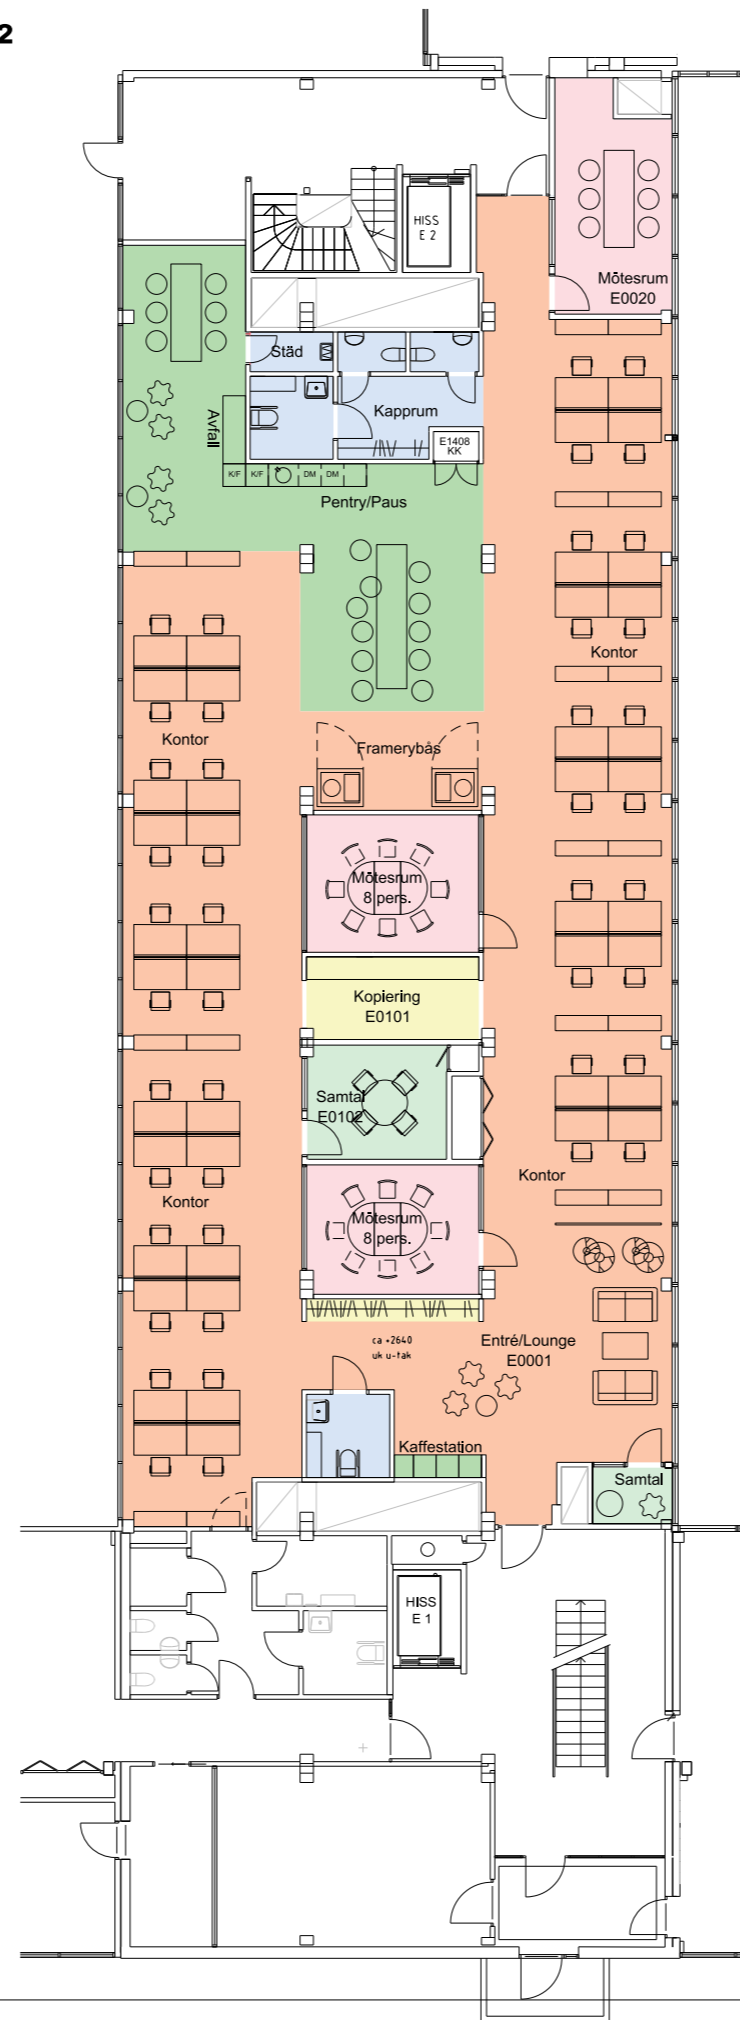 2
HISS
E 2
Mötesrum
E0020
Städ
Kapprum
Avfall
E1408
KK
K/F
K/F
DM
DM
Pentry/Paus
Kontor
Kontor
Framerybås
Mötesrum
8 pers.
Kopiering
E0101
Samtal
E0102
Kontor
Kontor
Mötesrum
8 pers.
ca +2640
uk u-tak
Entré/Lounge
E0001
Kaffestation
Samtal
HISS
E 1